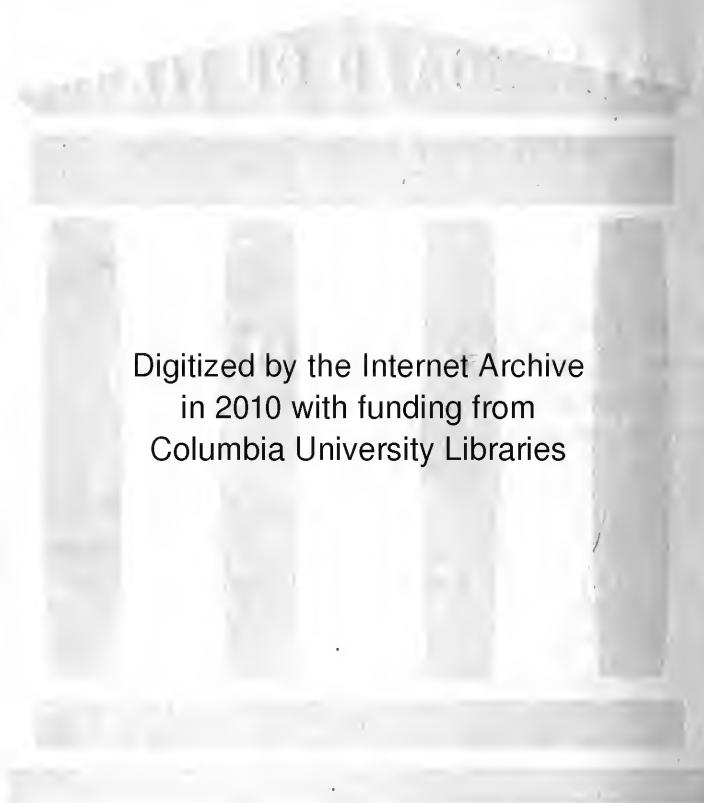 Digitized by the Internet Archive
in 2010 with funding from
Columbia University Libraries